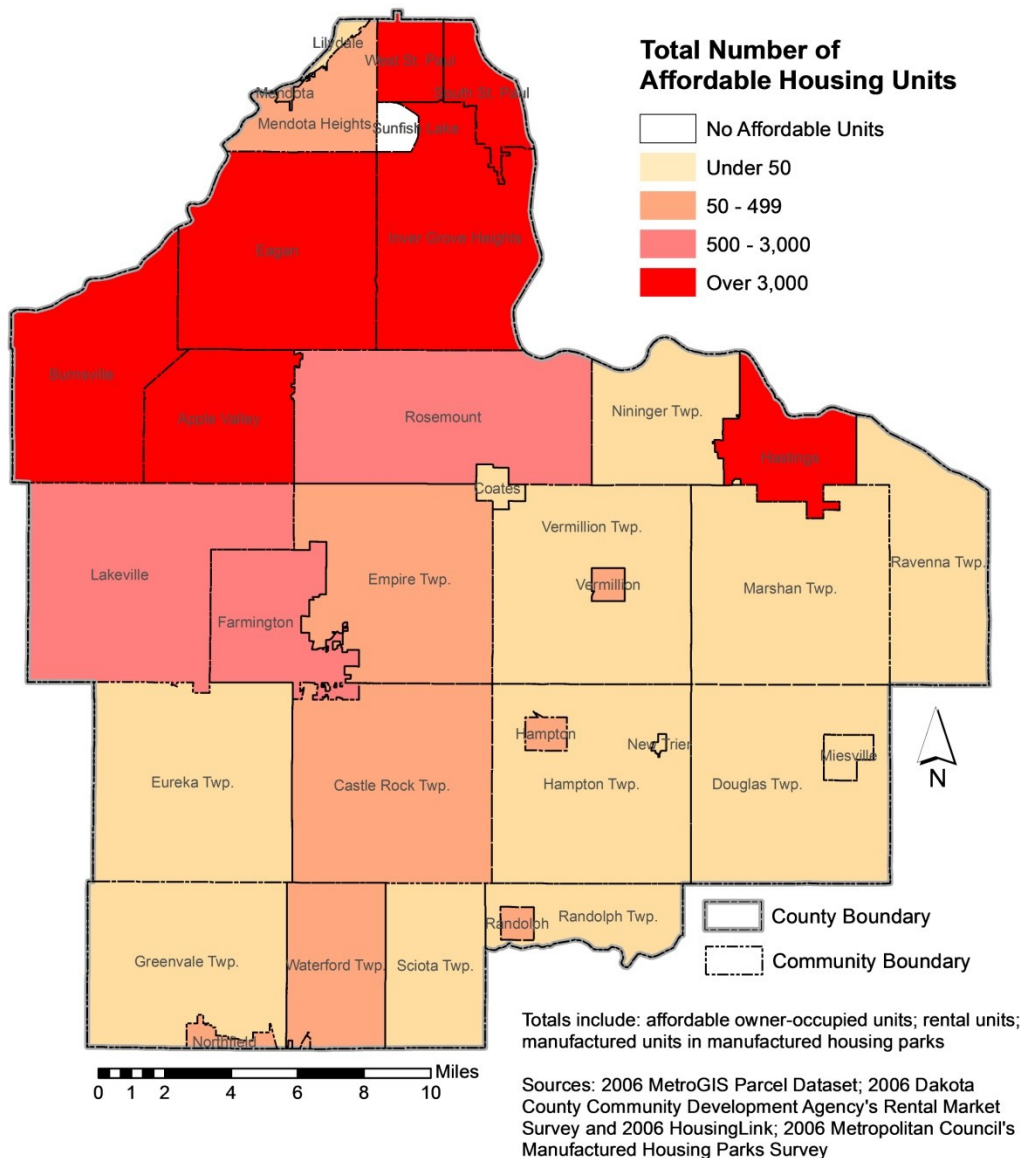 Total Number of
Affordable Housing Units
No Affordable Units
Under 50
50 - 499
500 - 3,000
Over 3,000
Lilydale
West St. Paul
South St. Paul
Mendota
Mendota Heights
Sunfish Lake
Eagan
Inver Grove Heights
Burnsville
Apple Valley
Rosemount
Nininger Twp.
Hastings
Coates
Vermillion Twp.
Ravenna Twp.
Lakeville
Empire Twp.
Vermillion
Marshan Twp.
Farmington
Hampton
New Trier
Miesville
N
Eureka Twp.
Castle Rock Twp.
Hampton Twp.
Douglas Twp.
Randolph
Randolph Twp.
County Boundary
Greenvale Twp.
Waterford Twp.
Sciota Twp.
Community Boundary
Northfield
Miles
0 1 2 4 6 8 10
Totals include: affordable owner-occupied units; rental units;
manufactured units in manufactured housing parks
Sources: 2006 MetroGIS Parcel Dataset; 2006 Dakota
County Community Development Agency's Rental Market
Survey and 2006 HousingLink; 2006 Metropolitan Council's
Manufactured Housing Parks Survey